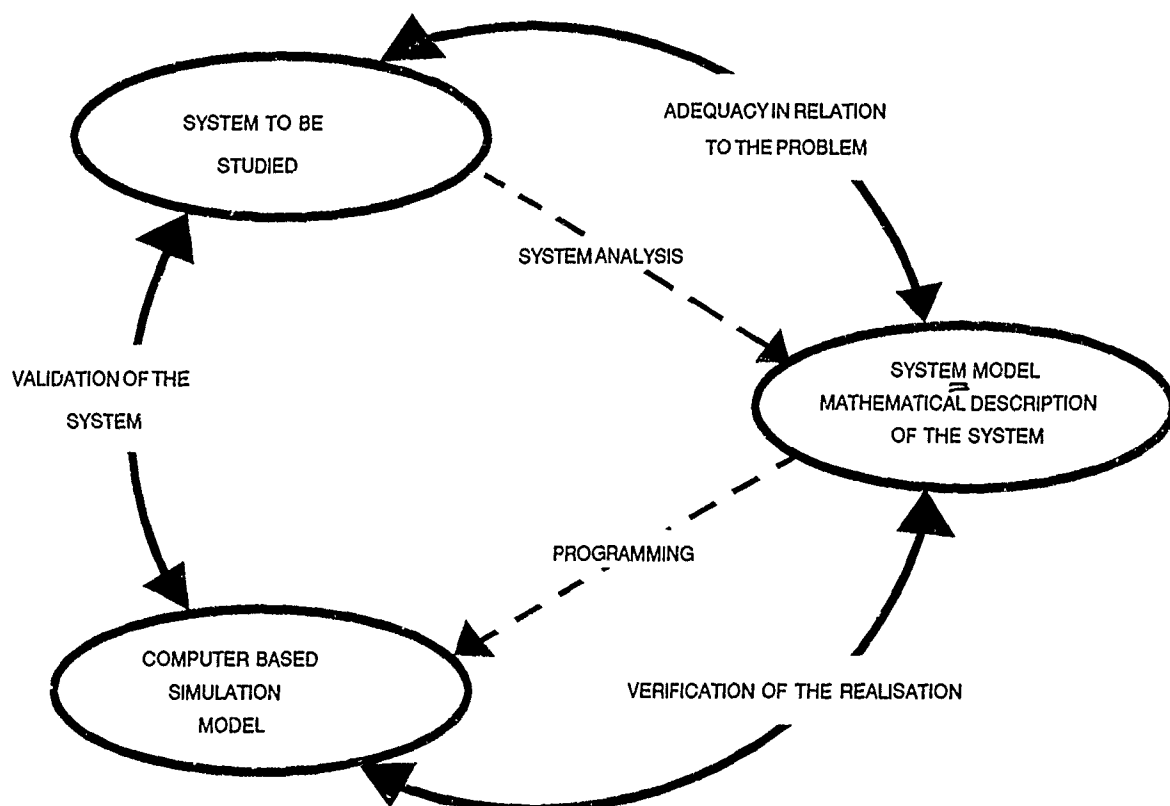 SYSTEM TO BE
STUDIED
ADEQUACY IN RELATION
TO THE PROBLEM
SYSTEM ANALYSIS
VALIDATION OF THE
SYSTEM
SYSTEM MODEL
=
MATHEMATICAL DESCRIPTION
OF THE SYSTEM
PROGRAMMING
COMPUTER BASED
SIMULATION
MODEL
VERIFICATION OF THE REALISATION